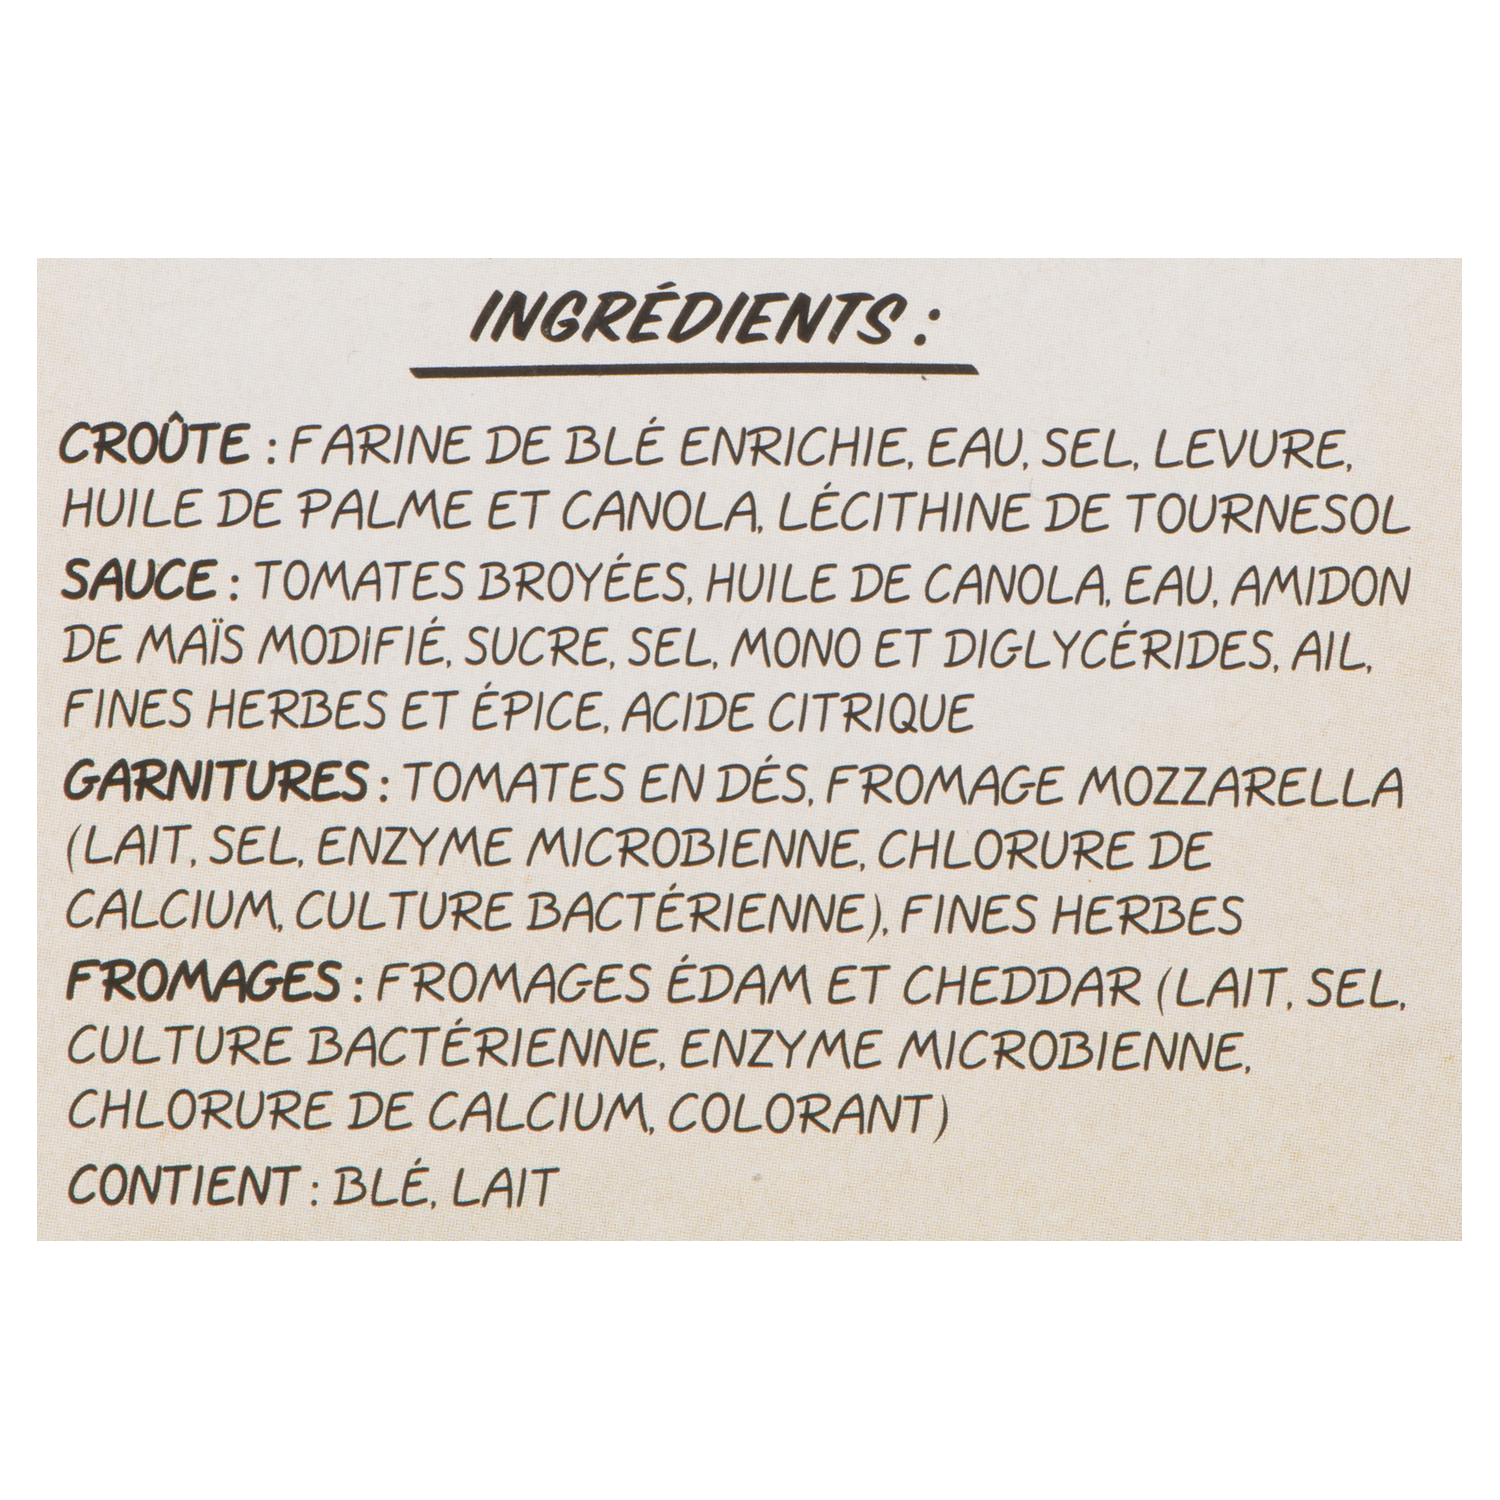 INGRÉDIENTS :
CROÛTE : FARINE DE BLÉ ENRICHIE, EAU, SEL, LEVURE,
HUILE DE PALME ET CANOLA, LÉCITHINE DE TOURNESOL
SAUCE : TOMATES BROYÉES, HUILE DE CANOLA, EAU, AMIDON
DE MAÏS MODIFIÉ, SUCRE, SEL, MONO ET DIGLYCÉRIDES, AIL,
FINES HERBES ET ÉPICE, ACIDE CITRIQUE
GARNITURES : TOMATES EN DÉS, FROMAGE MOZZARELLA
(LAIT, SEL, ENZYME MICROBIENNE, CHLORURE DE
CALCIUM, CULTURE BACTÉRIENNE), FINES HERBES
FROMAGES : FROMAGES ÉDAM ET CHEDDAR (LAIT, SEL,
CULTURE BACTÉRIENNE, ENZYME MICROBIENNE,
CHLORURE DE CALCIUM, COLORANT)
CONTIENT : BLÉ, LAIT